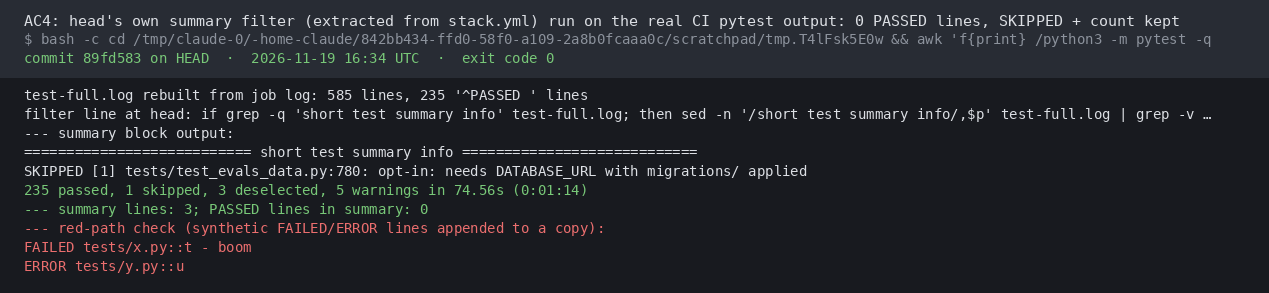 AC4: head's own summary filter (extracted from stack.yml) run on the real CI pytest output: 0 PASSED lines, SKIPPED + count kept
$ bash -c cd /tmp/claude-0/-home-claude/842bb434-ffd0-58f0-a109-2a8b0fcaaa0c/scratchpad/tmp.T4lFsk5E0w && awk 'f{print} /python3 -m pytest -q
commit 89fd583 on HEAD · 2026-11-19 16:34 UTC · exit code 0
test-full.log rebuilt from job log: 585 lines, 235 '^PASSED ' lines
filter line at head: if grep -q 'short test summary info' test-full.log; then sed -n '/short test summary info/,$p' test-full.log | grep -v …
--- summary block output:
=========================== short test summary info ============================
SKIPPED [1] tests/test_evals_data.py:780: opt-in: needs DATABASE_URL with migrations/ applied
235 passed, 1 skipped, 3 deselected, 5 warnings in 74.56s (0:01:14)
--- summary lines: 3; PASSED lines in summary: 0
--- red-path check (synthetic FAILED/ERROR lines appended to a copy):
FAILED tests/x.py::t - boom
ERROR tests/y.py::u